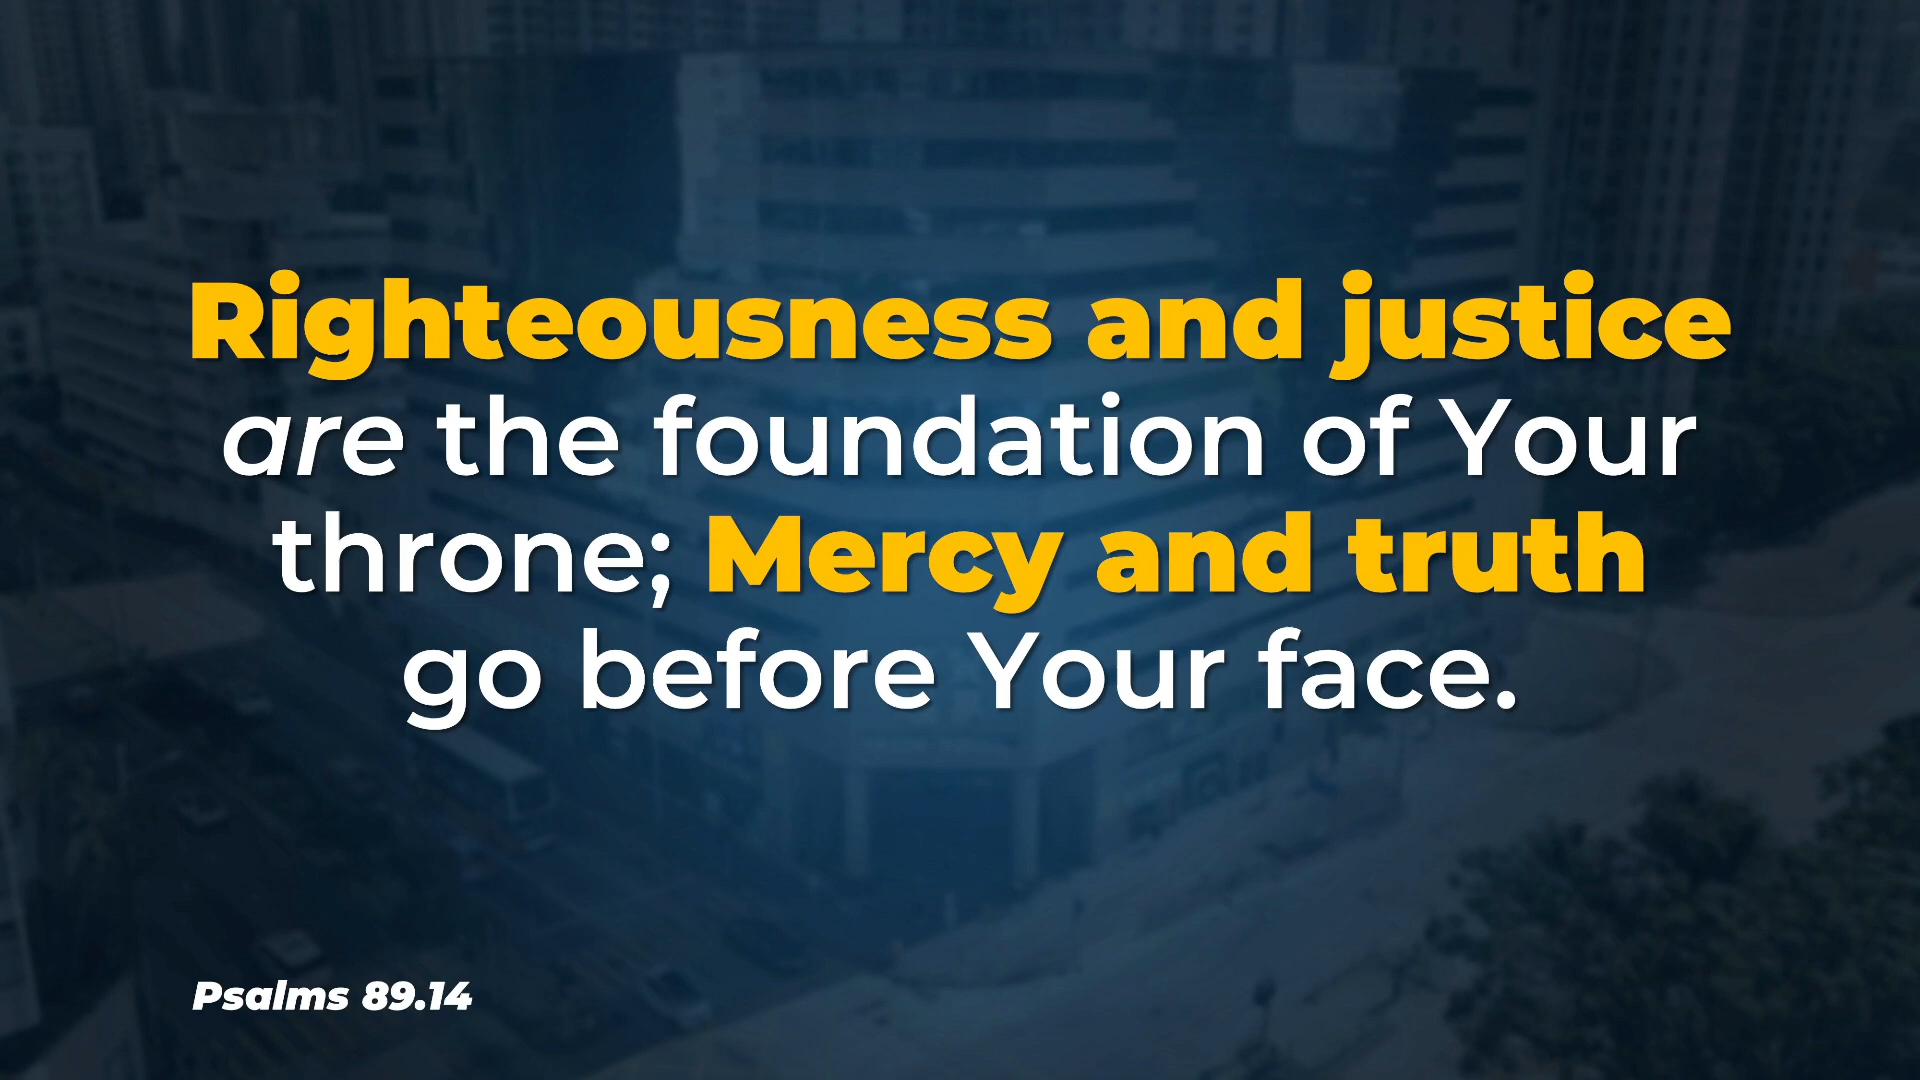 Righteousness and justice
are the foundation of Your
throne; Mercy and truth
go before Your face.
Psalms 89.14